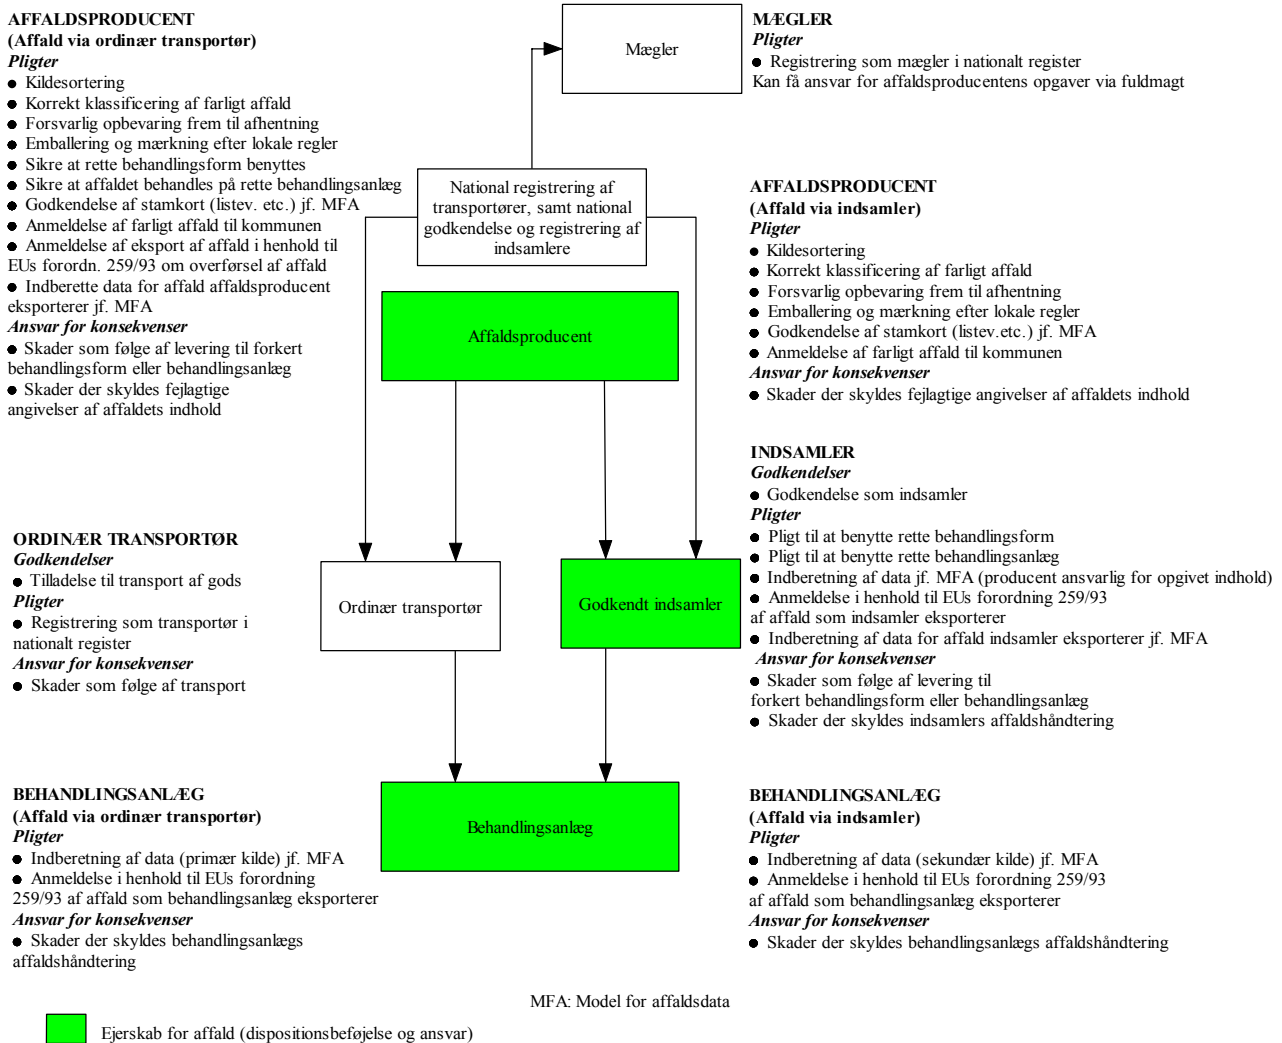 AFFALDSPRODUCENT
(Affald via ordinær transportør)
Pligter
● Kildesortering
● Korrekt klassificering af farligt affald
● Forsvarlig opbevaring frem til afhentning
● Emballering og mærkning efter lokale regler
● Sikre at rette behandlingsform benyttes
● Sikre at affaldet behandles på rette behandlingsanlæg
● Godkendelse af stamkort (listev. etc.) jf. MFA
● Anmeldelse af farligt affald til kommunen
● Anmeldelse af eksport af affald i henhold til
EUs forordn. 259/93 om overførsel af affald
● Indberette data for affald affaldsproducent
eksporterer jf. MFA
Ansvar for konsekvenser
● Skader som følge af levering til forkert
behandlingsform eller behandlingsanlæg
● Skader der skyldes fejlagtige
angivelser af affaldets indhold
Mægler
MÆGLER
Pligter
● Registrering som mægler i nationalt register
Kan få ansvar for affaldsproducentens opgaver via fuldmagt
National registrering af
transportører, samt national
godkendelse og registrering af
indsamlere
AFFALDSPRODUCENT
(Affald via indsamler)
Pligter
● Kildesortering
● Korrekt klassificering af farligt affald
● Forsvarlig opbevaring frem til afhentning
● Emballering og mærkning efter lokale regler
● Godkendelse af stamkort (listev.etc.) jf. MFA
● Anmeldelse af farligt affald til kommunen
Ansvar for konsekvenser
● Skader der skyldes fejlagtige angivelser af affaldets indhold
Affaldsproducent
INDSAMLER
Godkendelser
● Godkendelse som indsamler
Pligter
● Pligt til at benytte rette behandlingsform
● Pligt til at benytte rette behandlingsanlæg
● Indberetning af data jf. MFA (producent ansvarlig for opgivet indhold)
● Anmeldelse i henhold til EUs forordning 259/93
af affald som indsamler eksporterer
● Indberetning af data for affald indsamler eksporterer jf. MFA
Ansvar for konsekvenser
● Skader som følge af levering til
forkert behandlingsform eller behandlingsanlæg
● Skader der skyldes indsamlers affaldshåndtering
ORDINÆR TRANSPORTØR
Godkendelser
● Tilladelse til transport af gods
Pligter
● Registrering som transportør i
nationalt register
Ansvar for konsekvenser
● Skader som følge af transport
Ordinær transportør
Godkendt indsamler
BEHANDLINGSANLÆG
(Affald via ordinær transportør)
Pligter
● Indberetning af data (primær kilde) jf. MFA
● Anmeldelse i henhold til EUs forordning
259/93 af affald som behandlingsanlæg eksporterer
Ansvar for konsekvenser
● Skader der skyldes behandlingsanlægs
affaldshåndtering
Behandlingsanlæg
BEHANDLINGSANLÆG
(Affald via indsamler)
Pligter
● Indberetning af data (sekundær kilde) jf. MFA
● Anmeldelse i henhold til EUs forordning 259/93
af affald som behandlingsanlæg eksporterer
Ansvar for konsekvenser
● Skader der skyldes behandlingsanlægs affaldshåndtering
MFA: Model for affaldsdata
Ejerskab for affald (dispositionsbeføjelse og ansvar)